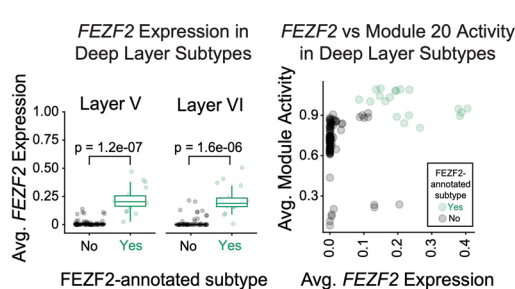 FEZF2 Expression in
Deep Layer Subtypes
Layer V
Layer VI
p = 1.2e-07
p = 1.6e-06
Avg. FEZF2 Expression
1.00
0.75
0.50
0.25
0
No
Yes
No
Yes
FEZF2-annotated subtype
FEZF2 vs Module 20 Activity
in Deep Layer Subtypes
Avg. Module Activity
0.9
0.6
0.3
FEZF2-
annotated
subtype
Yes
No
0.0
0.1
0.2
0.3
0.4
Avg. FEZF2 Expression